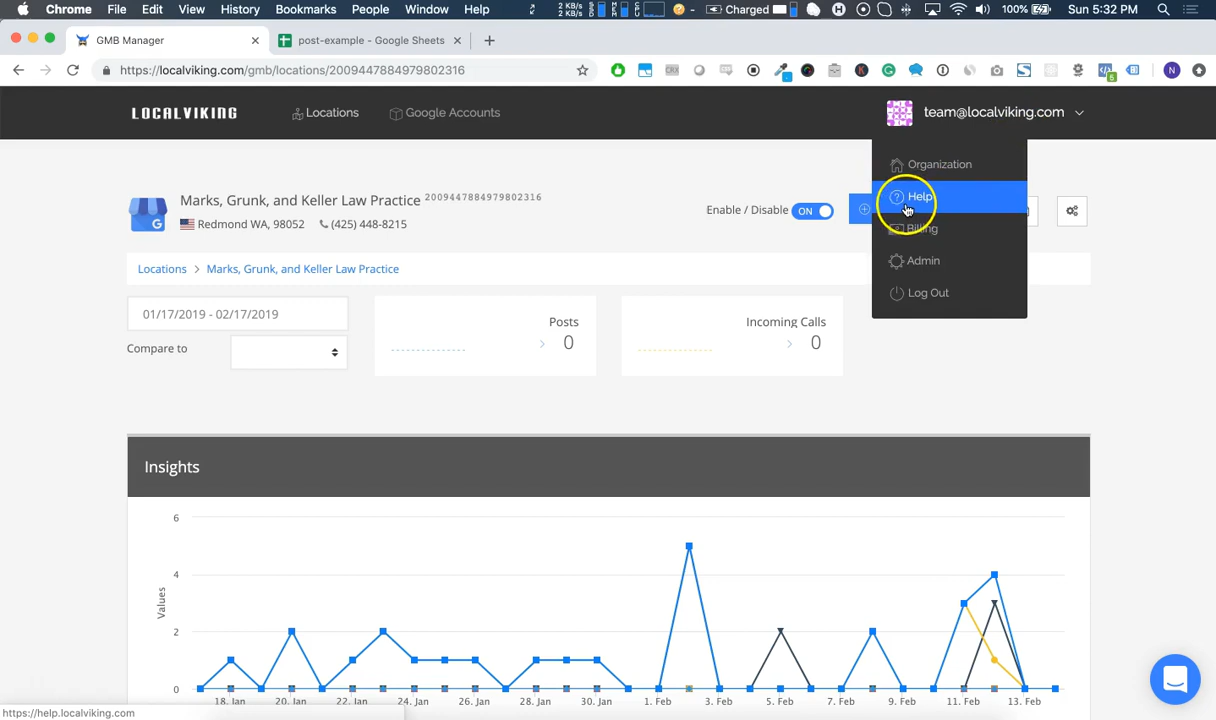 Chrome File Edit View History Bookmarks People Window Help 2 KB/s 2 KB/s Charged 100% Sun 5:32 PM
GMB Manager post-example - Google Sheets
https://localviking.com/gmb/locations/2009447884979802316
LOCALVIKING Locations Google Accounts team@localviking.com
Organization
Help
Billing
Admin
Log Out
Marks, Grunk, and Keller Law Practice 2009447884979802316
Redmond WA, 98052 (425) 448-8215
Enable / Disable ON
Locations > Marks, Grunk, and Keller Law Practice
01/17/2019 - 02/17/2019
Compare to
Posts
> 0
Incoming Calls
> 0
Insights
6
4
2
0
Values
18. Jan 20. Jan 22. Jan 24. Jan 26. Jan 28. Jan 30. Jan 1. Feb 3. Feb 5. Feb 7. Feb 9. Feb 11. Feb 13. Feb
https://help.localviking.com